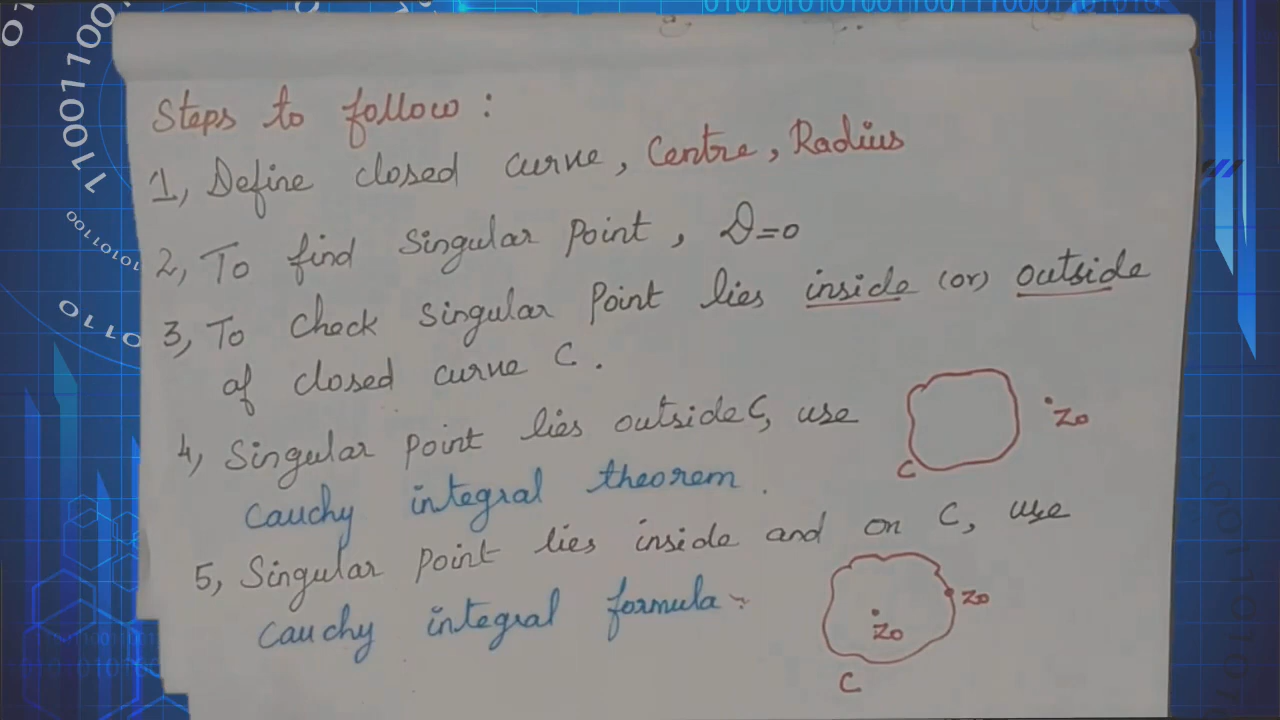 Steps to follow :
1, Define closed curve, Centre, Radius
2, To find singular point, D=0
3, To check singular point lies inside (or) outside
of closed curve C.
4, Singular point lies outside C, use
Cauchy integral theorem.
C
Z0
5, Singular point lies inside and on C, use
Cauchy integral formula
Z0
Z0
C